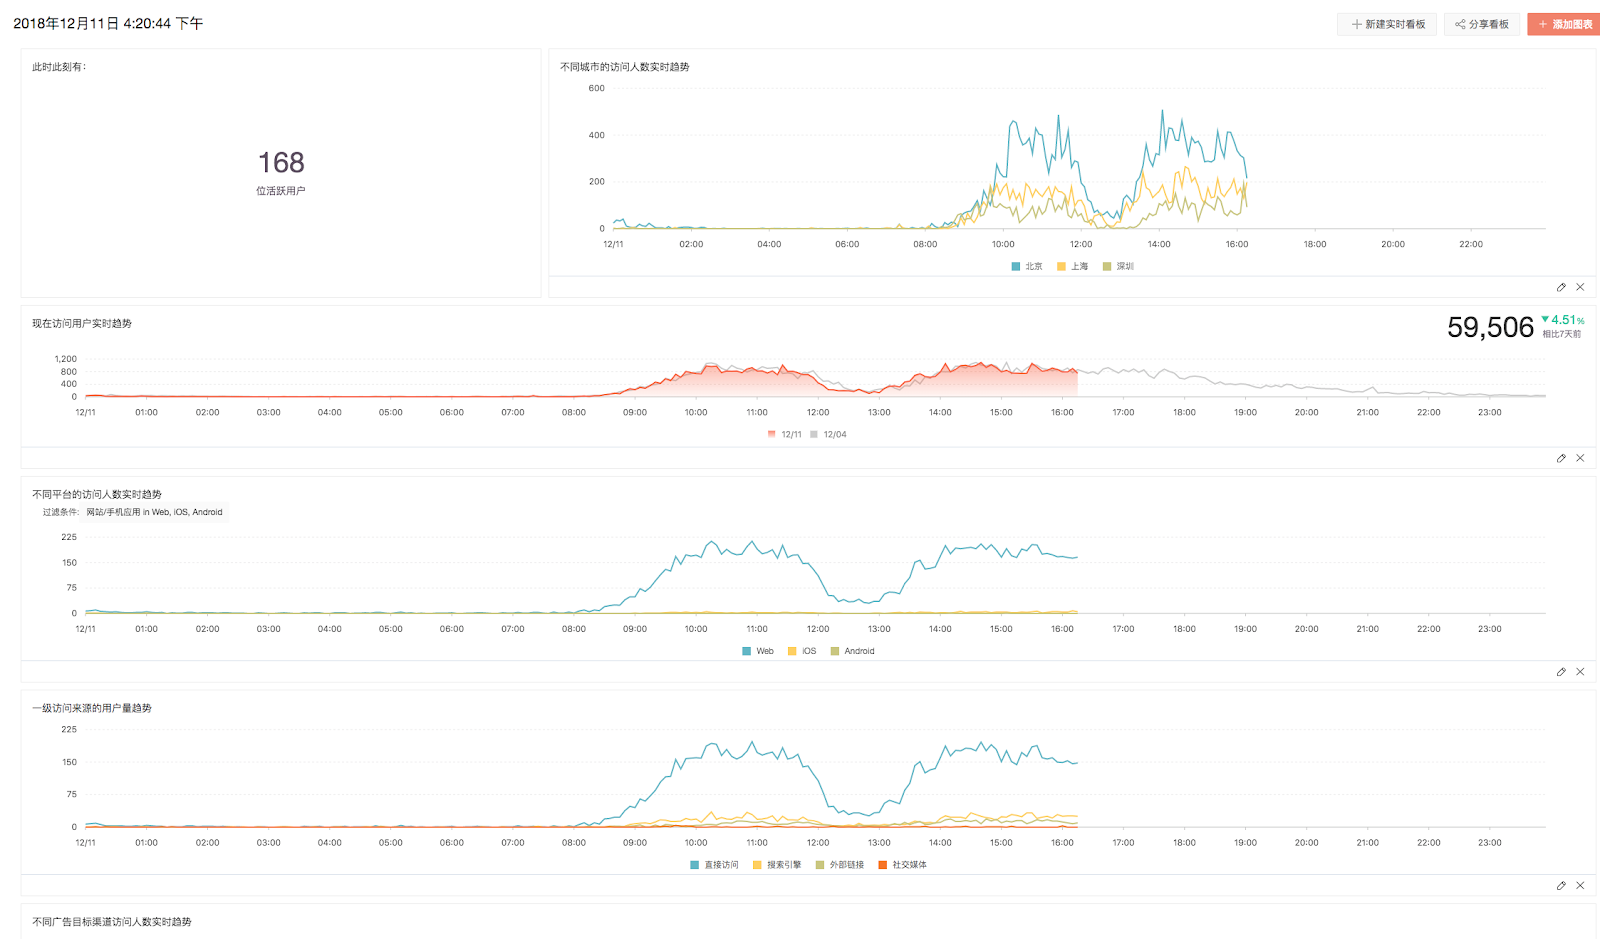 2018年12月11日 4:20:44 下午
新建实时看板
分享看板
+ 添加图表
此时此刻有：
168
位活跃用户
不同城市的访问人数实时趋势
600
400
200
0
12/11 02:00 04:00 06:00 08:00 10:00 12:00 14:00 16:00 18:00 20:00 22:00
北京 上海 深圳
现在访问用户实时趋势
59,506 ▼4.51%
相比7天前
1,200
800
400
0
12/11 01:00 02:00 03:00 04:00 05:00 06:00 07:00 08:00 09:00 10:00 11:00 12:00 13:00 14:00 15:00 16:00 17:00 18:00 19:00 20:00 21:00 22:00 23:00
12/11 12/04
不同平台的访问人数实时趋势
过滤条件: 网站/手机应用 in Web, iOS, Android
225
150
75
0
12/11 01:00 02:00 03:00 04:00 05:00 06:00 07:00 08:00 09:00 10:00 11:00 12:00 13:00 14:00 15:00 16:00 17:00 18:00 19:00 20:00 21:00 22:00 23:00
Web iOS Android
一级访问来源的用户量趋势
225
150
75
0
12/11 01:00 02:00 03:00 04:00 05:00 06:00 07:00 08:00 09:00 10:00 11:00 12:00 13:00 14:00 15:00 16:00 17:00 18:00 19:00 20:00 21:00 22:00 23:00
直接访问 搜索引擎 外部链接 社交媒体
不同广告目标渠道访问人数实时趋势